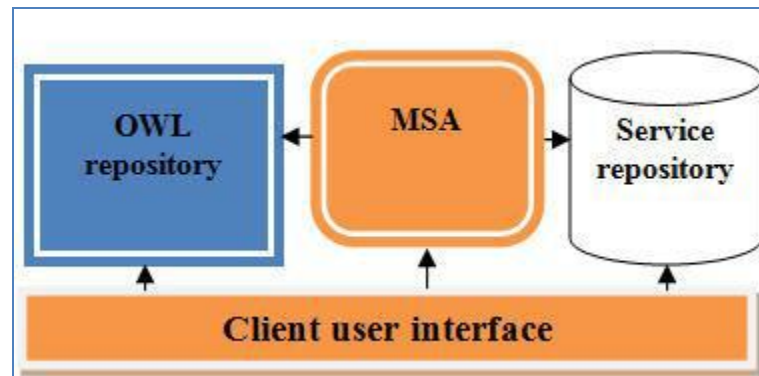 OWL
repository
MSA
Service
repository
Client user interface